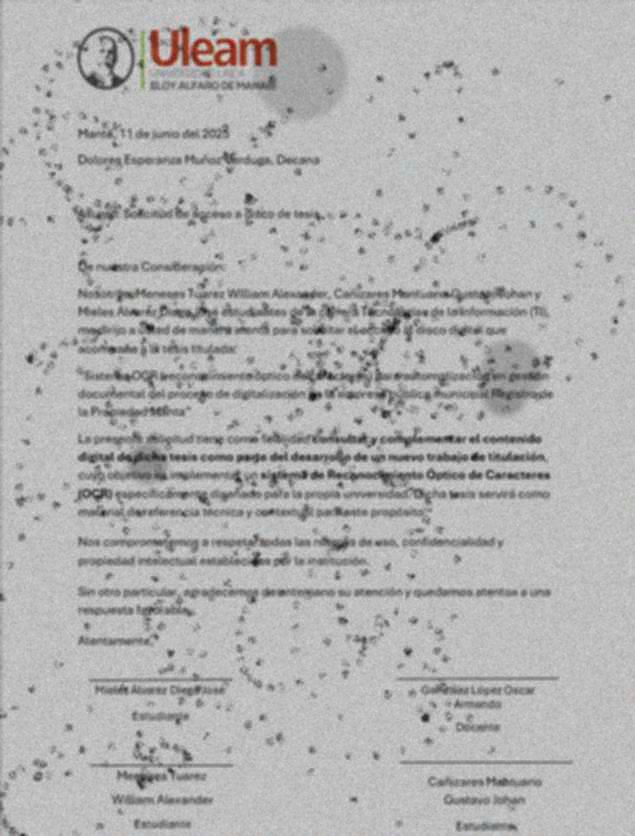 Uleam
UNIVERSIDAD LAICA
ELOY ALFARO DE MANABÍ
Manta, 11 de junio del 2025
Dolores Esperanza Muñoz Verduga, Decana
Asunto: Solicitud de acceso a disco de tesis
De nuestra Consideración:
Nosotros Meneses Tuarez William Alexander, Cañizares Mantuano Gustavo Johan y
Mieles Alvarez Diego José estudiantes de la carrera Tecnologías de la Información (TI),
me dirijo a usted de manera atenta para solicitar el acceso al disco digital que
acompaña a la tesis titulada:
"Sistema OCR reconocimiento óptico de para automatización en gestión
documental del proceso de digitalización de la empresa pública municipal Registro de
la Propiedad Manta"
La presente solicitud tiene como finalidad consultar y complementar el contenido
digital de dicha tesis como parte del desarrollo de un nuevo trabajo de titulación,
cuyo objetivo es implementar un sistema de Reconocimiento Óptico de Caracteres
(OCR) específicamente diseñado para la propia universidad. Dicha tesis servirá como
material de referencia técnica y contextual para este propósito.
Nos comprometemos a respetar todas las normas de uso, confidencialidad y
propiedad intelectual establecidas por la institución.
Sin otro particular, agradecemos de antemano su atención y quedamos atentos a una
respuesta favorable.
Atentamente,
Mieles Alvarez Diego José
Estudiante
González López Oscar
Armando
Docente
Meneses Tuarez
William Alexander
Estudiante
Cañizares Mantuano
Gustavo Johan
Estudiante